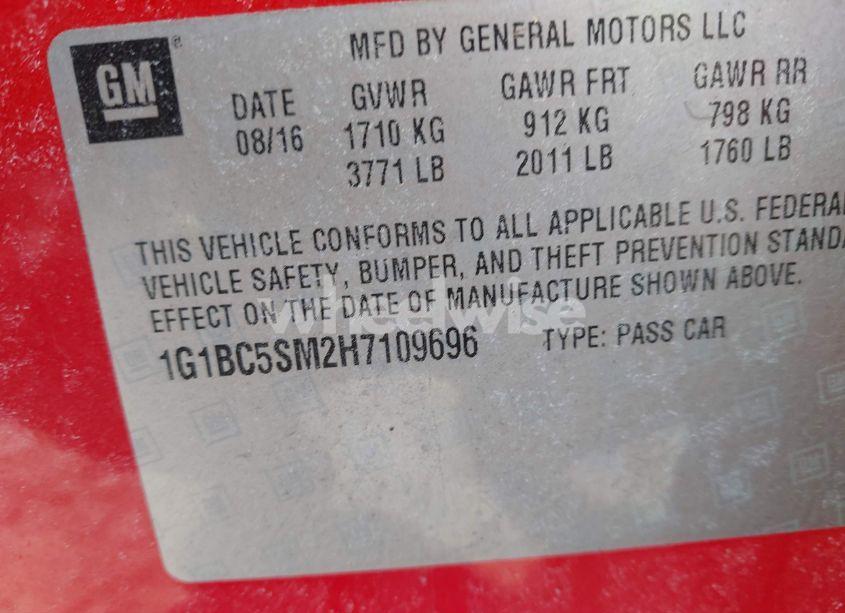 GM
MFD BY GENERAL MOTORS LLC
DATE GVWR GAWR FRT GAWR RR
08/16 1710 KG 912 KG 798 KG
3771 LB 2011 LB 1760 LB
THIS VEHICLE CONFORMS TO ALL APPLICABLE U.S. FEDERAL
VEHICLE SAFETY, BUMPER, AND THEFT PREVENTION STANDA
EFFECT ON THE DATE OF MANUFACTURE SHOWN ABOVE.
wheelwise
1G1BC5SM2H7109696 TYPE: PASS CAR